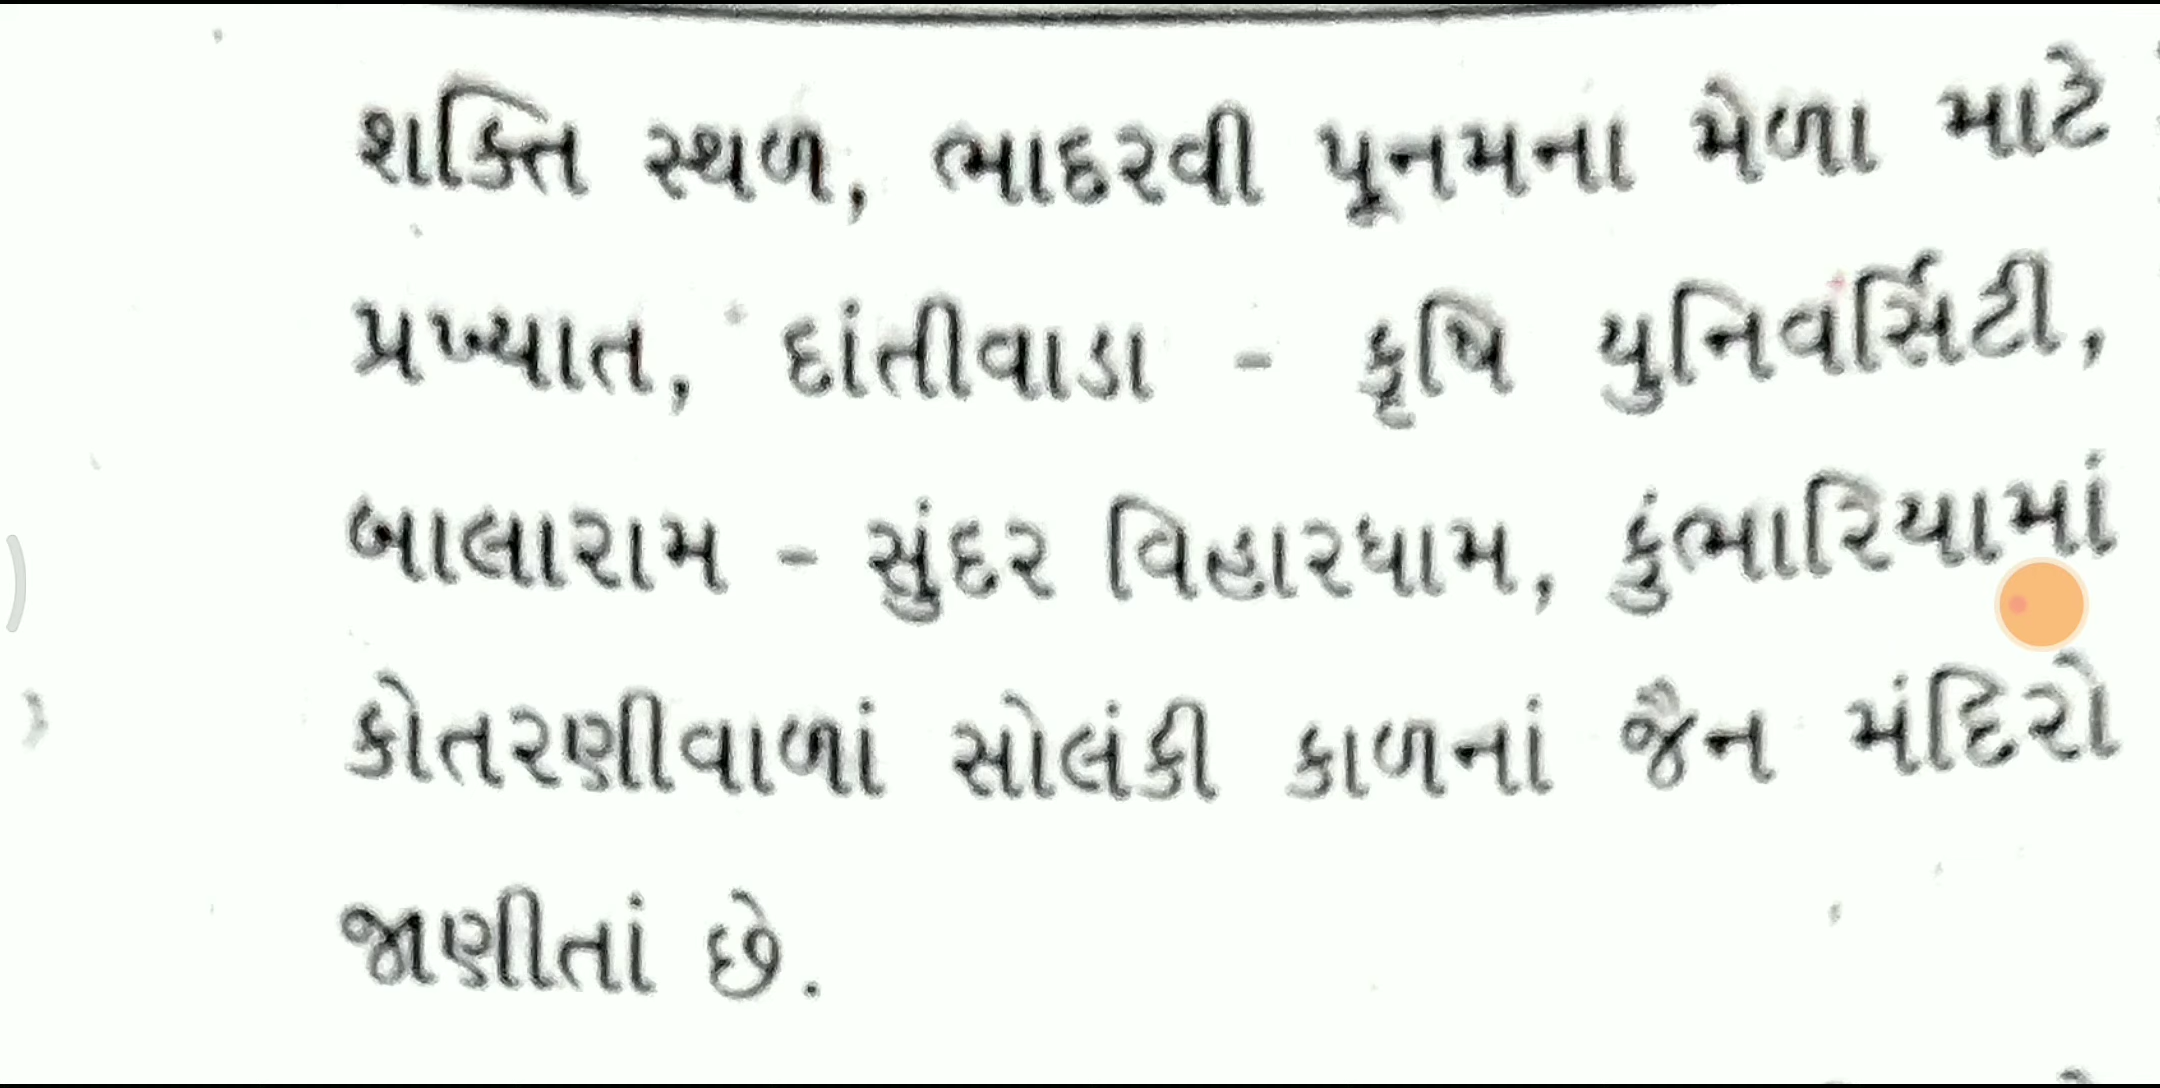 શક્તિ સ્થળ, ભાદરવી પૂનમના મેળા માટે
પ્રખ્યાત, દાંતીવાડા - કૃષિ યુનિવર્સિટી,
બાલારામ - સુંદર વિહારધામ, કુંભારિયામાં
કોતરણીવાળાં સોલંકી કાળનાં જૈન મંદિરો
જાણીતાં છે.